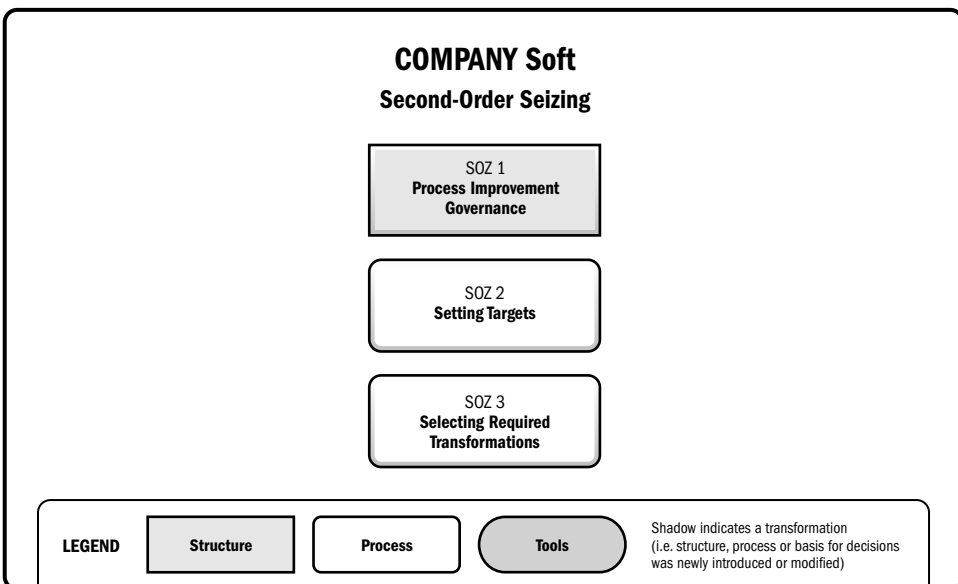 COMPANY Soft
Second-Order Seizing
SOZ 1
Process Improvement
Governance
SOZ 2
Setting Targets
SOZ 3
Selecting Required
Transformations
LEGEND
Structure
Process
Tools
Shadow indicates a transformation
(i.e. structure, process or basis for decisions
was newly introduced or modified)